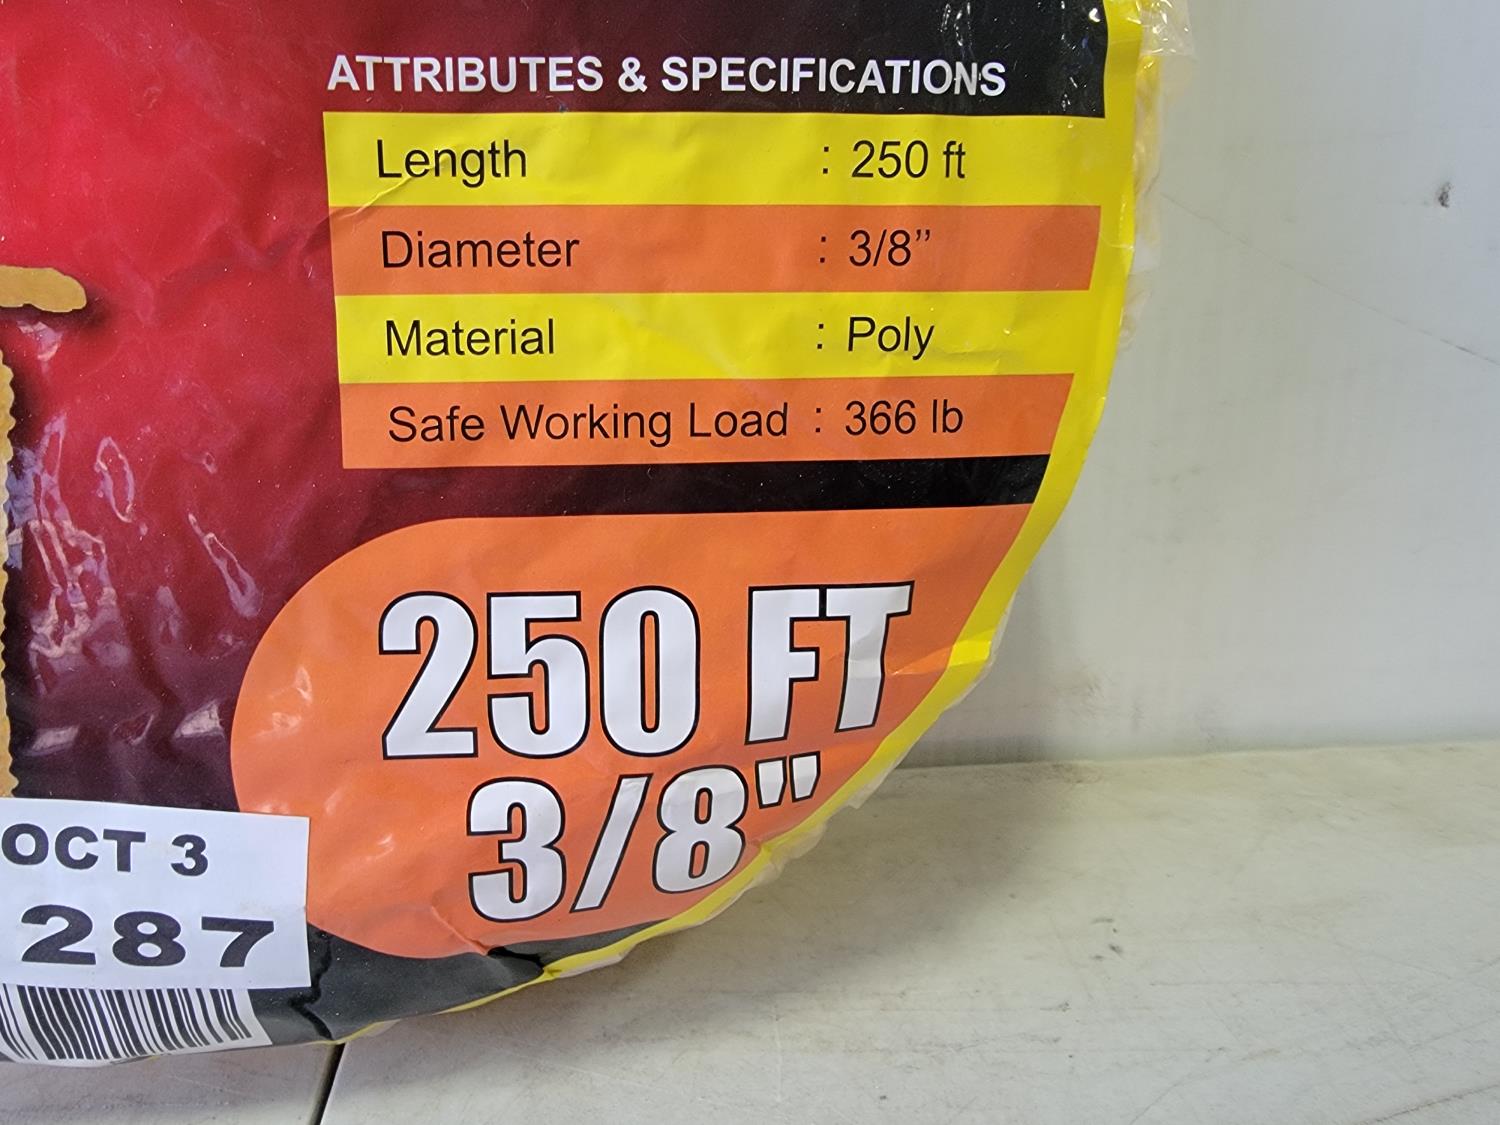 ATTRIBUTES & SPECIFICATIONS
Length : 250 ft
Diameter : 3/8”
Material : Poly
Safe Working Load : 366 lb
250 FT
3/8"
OCT 3
287